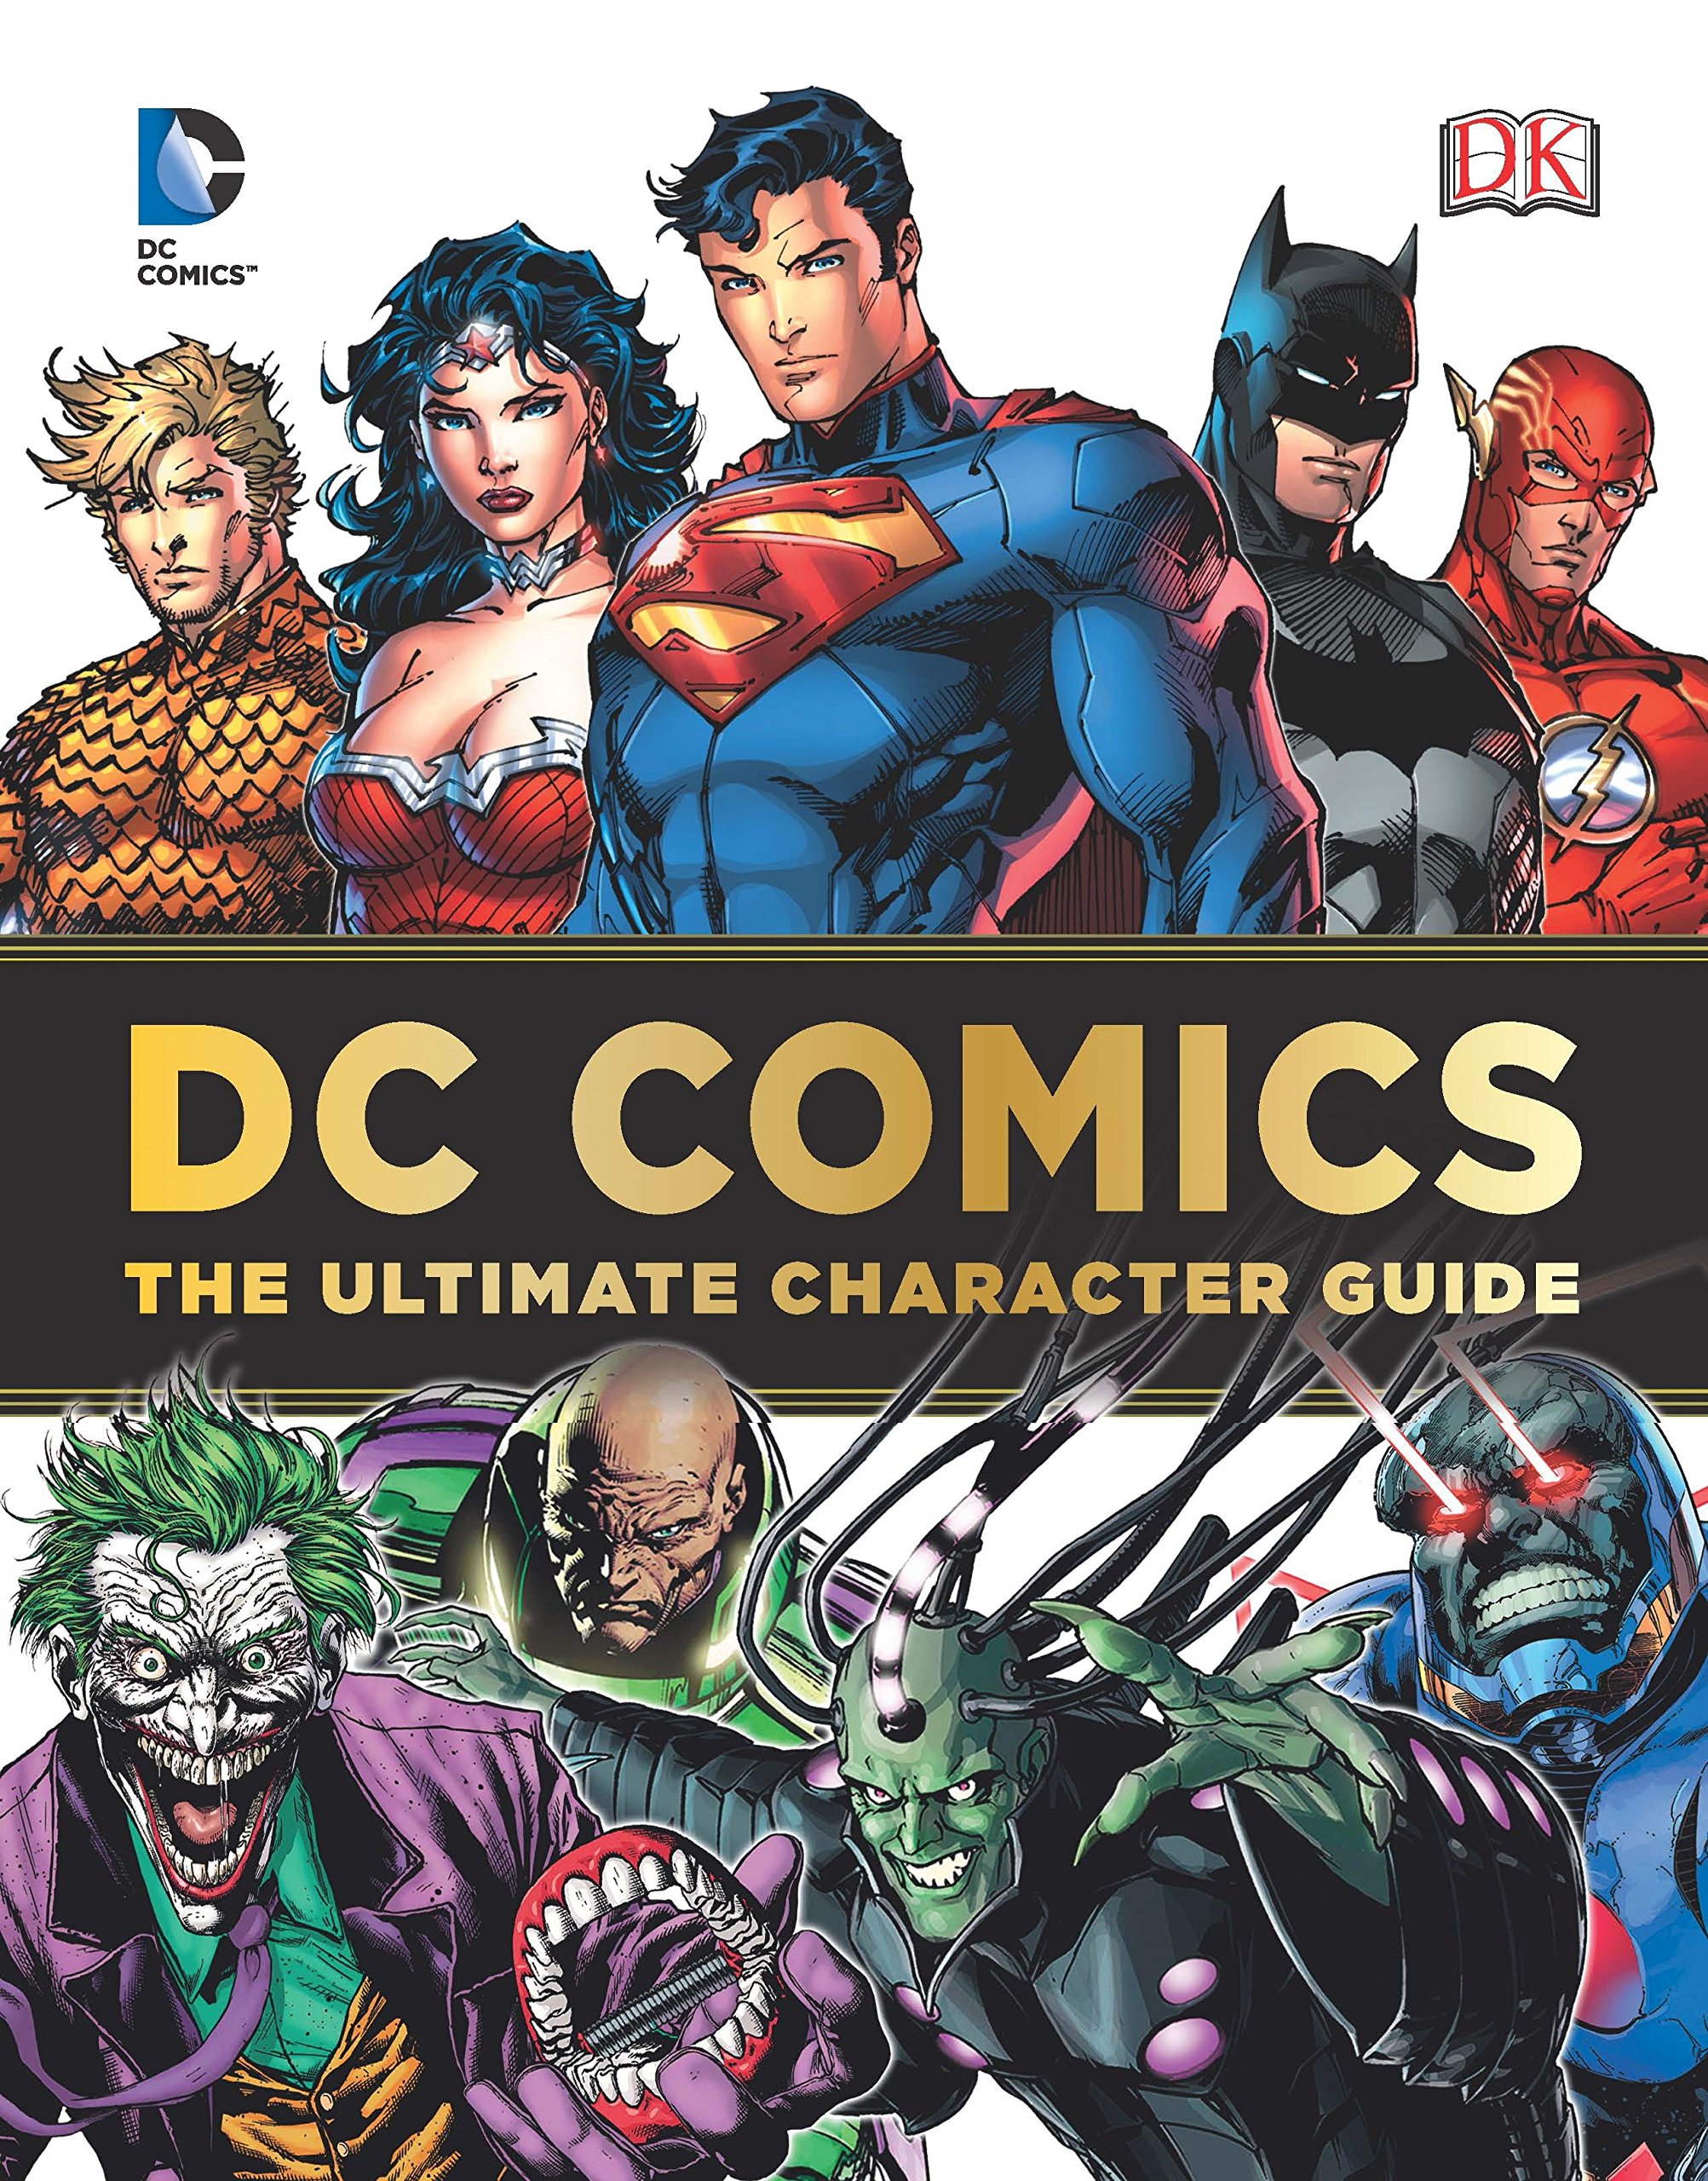 DC
COMICS™
DK
DC COMICS
THE ULTIMATE CHARACTER GUIDE